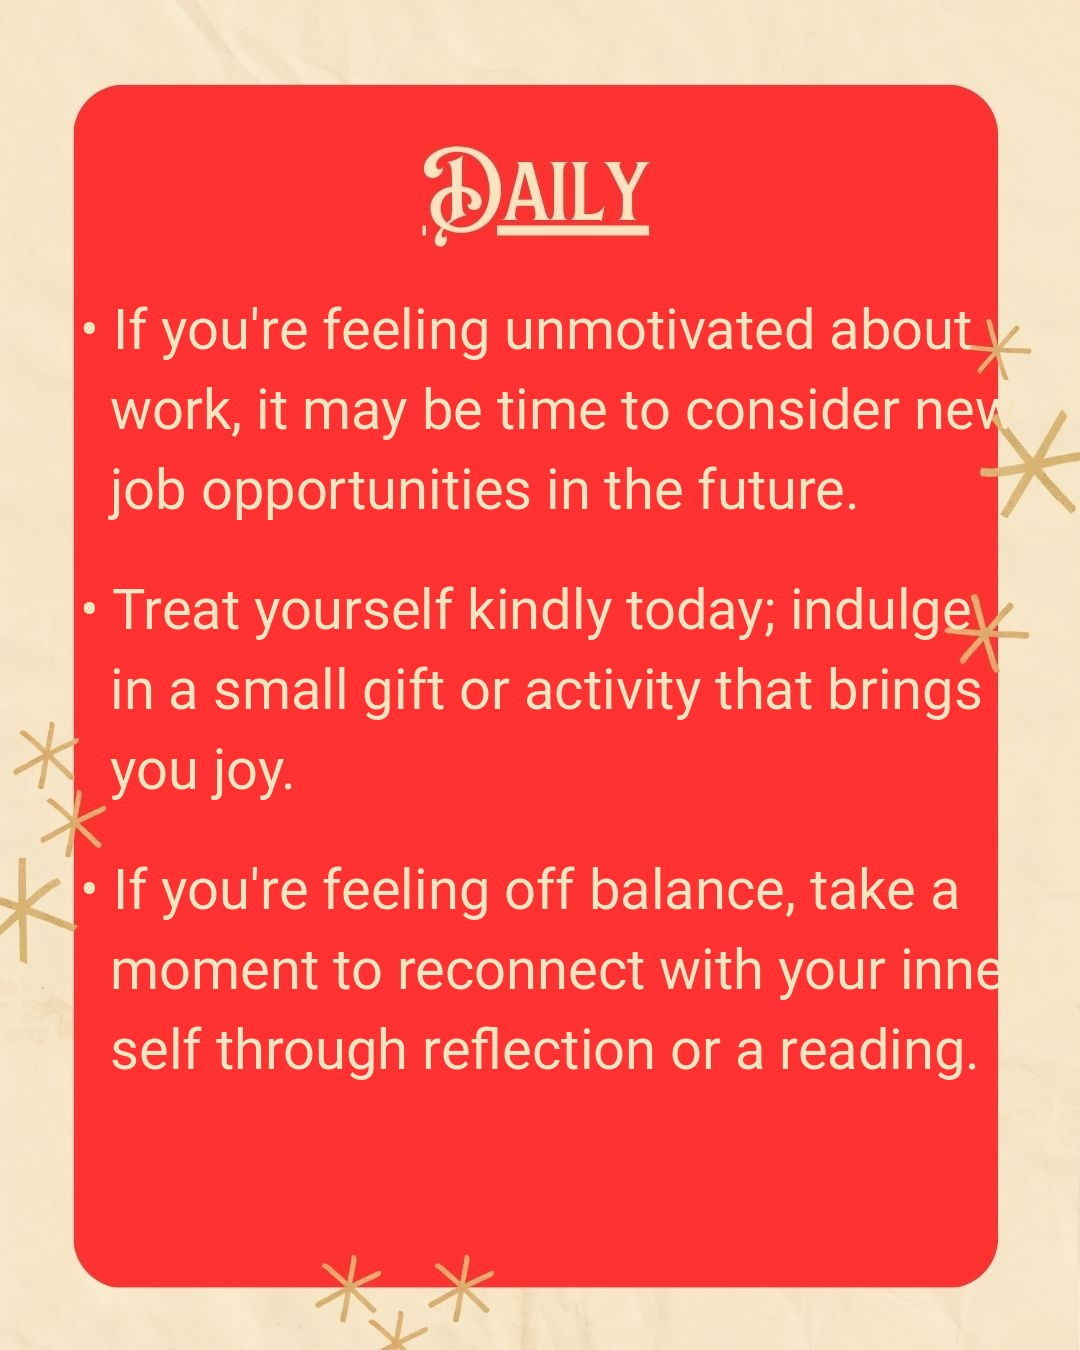 Daily
• If you're feeling unmotivated about
work, it may be time to consider new
job opportunities in the future.
• Treat yourself kindly today; indulge
in a small gift or activity that brings
you joy.
• If you're feeling off balance, take a
moment to reconnect with your inne
self through reflection or a reading.